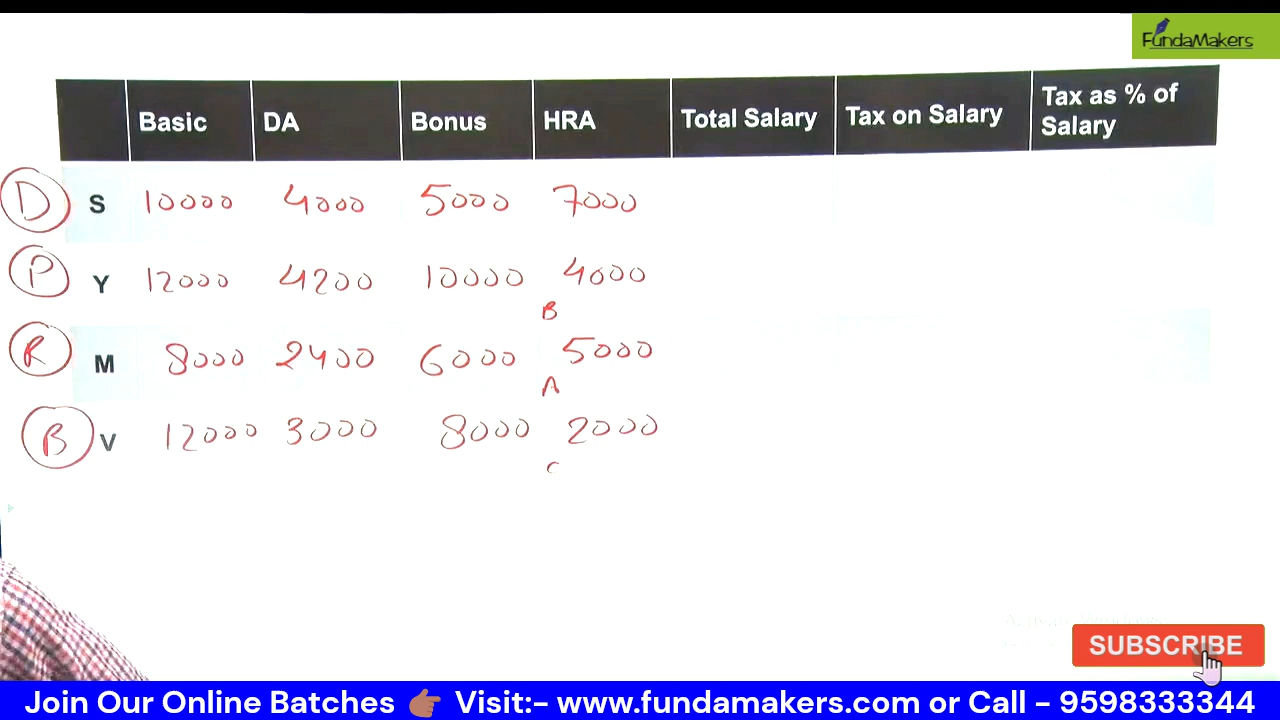 FundaMakers
Basic DA Bonus HRA Total Salary Tax on Salary Tax as % of Salary
D S 10000 4000 5000 7000
P Y 12000 4200 10000 4000
B
R M 8000 2400 6000 5000
A
B V 12000 3000 8000 2000
C
SUBSCRIBE
Join Our Online Batches 👉🏽 Visit:- www.fundamakers.com or Call - 9598333344